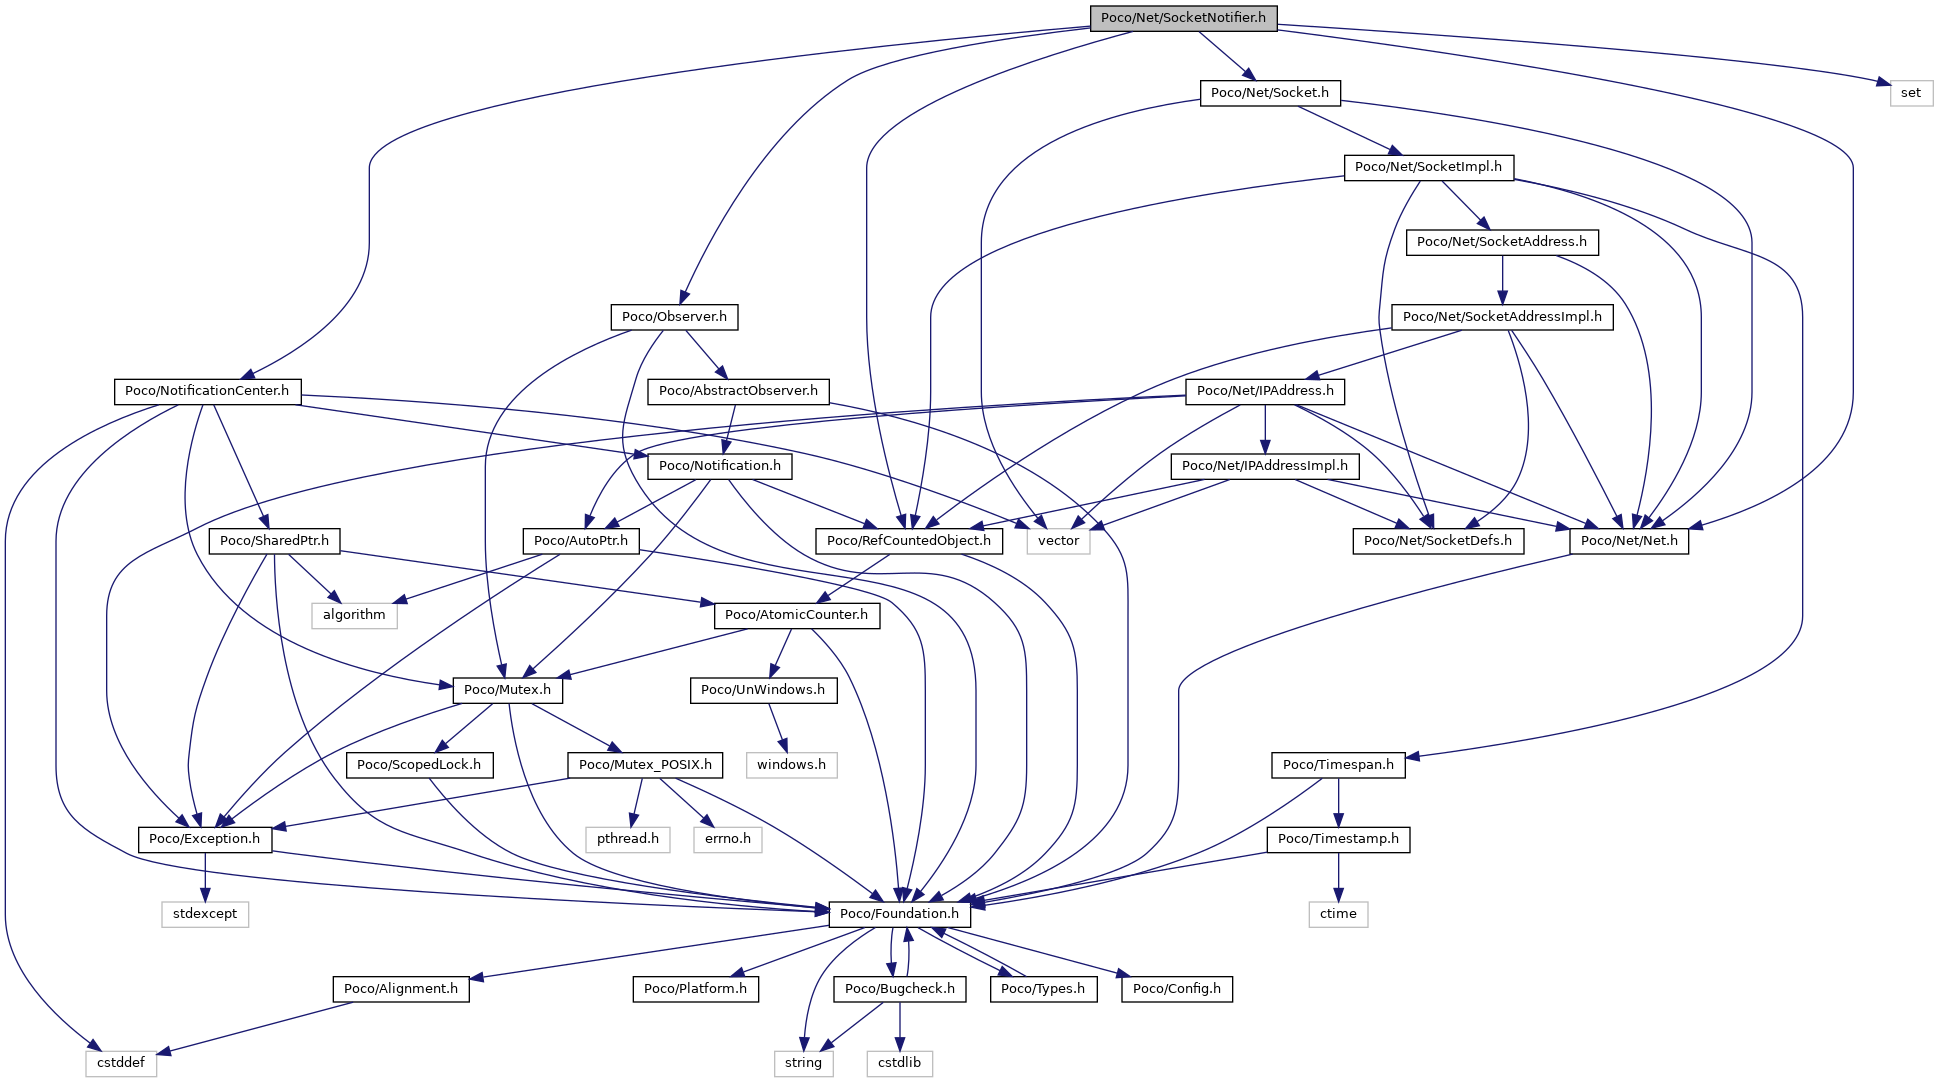 Poco/Net/SocketNotifier.h
Poco/Net/Socket.h
set
Poco/Net/SocketImpl.h
Poco/Net/SocketAddress.h
Poco/Observer.h
Poco/Net/SocketAddressImpl.h
Poco/NotificationCenter.h
Poco/AbstractObserver.h
Poco/Net/IPAddress.h
Poco/Notification.h
Poco/Net/IPAddressImpl.h
Poco/SharedPtr.h
Poco/AutoPtr.h
Poco/RefCountedObject.h
vector
Poco/Net/SocketDefs.h
Poco/Net/Net.h
algorithm
Poco/AtomicCounter.h
Poco/Mutex.h
Poco/UnWindows.h
Poco/ScopedLock.h
Poco/Mutex_POSIX.h
windows.h
Poco/Timespan.h
Poco/Exception.h
pthread.h
errno.h
Poco/Timestamp.h
stdexcept
Poco/Foundation.h
ctime
Poco/Alignment.h
Poco/Platform.h
Poco/Bugcheck.h
Poco/Types.h
Poco/Config.h
cstddef
string
cstdlib